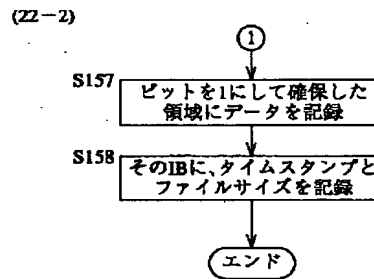 (22-2)
1
S157
ビットを1にして確保した
領域にデータを記録
S158
そのIBに、タイムスタンプと
ファイルサイズを記録
エンド